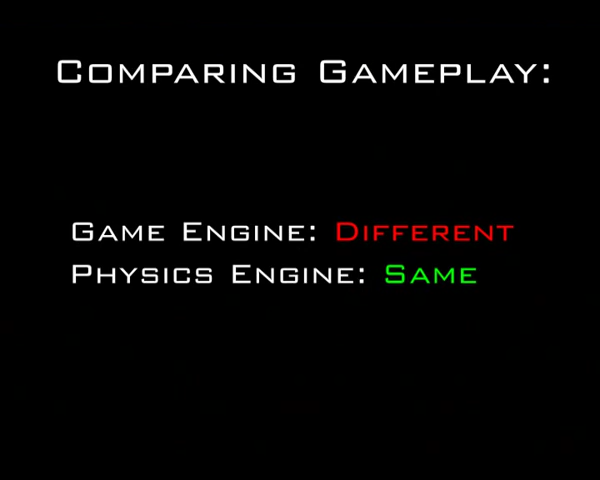 Comparing Gameplay:
Game Engine: Different
Physics Engine: Same